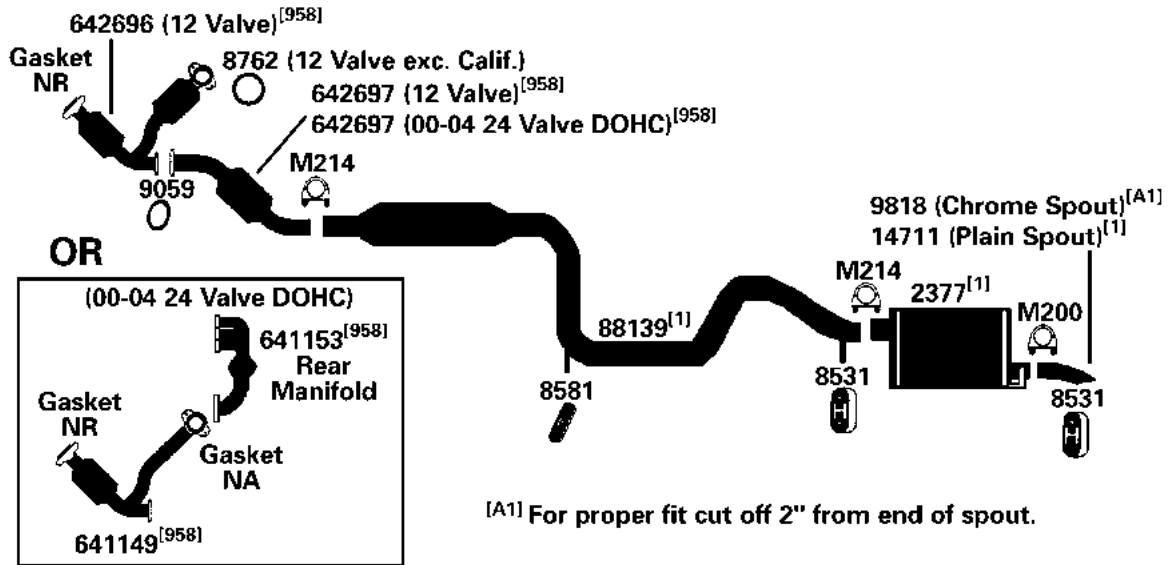 642696 (12 Valve)[958]
Gasket
NR
8762 (12 Valve exc. Calif.)
642697 (12 Valve)[958]
642697 (00-04 24 Valve DOHC)[958]
M214
9059
9818 (Chrome Spout)[A1]
14711 (Plain Spout)[1]
OR
M214
2377[1]
M200
88139[1]
8581
8531
8531
(00-04 24 Valve DOHC)
641153[958]
Rear
Manifold
Gasket
NR
Gasket
NA
641149[958]
[A1] For proper fit cut off 2" from end of spout.